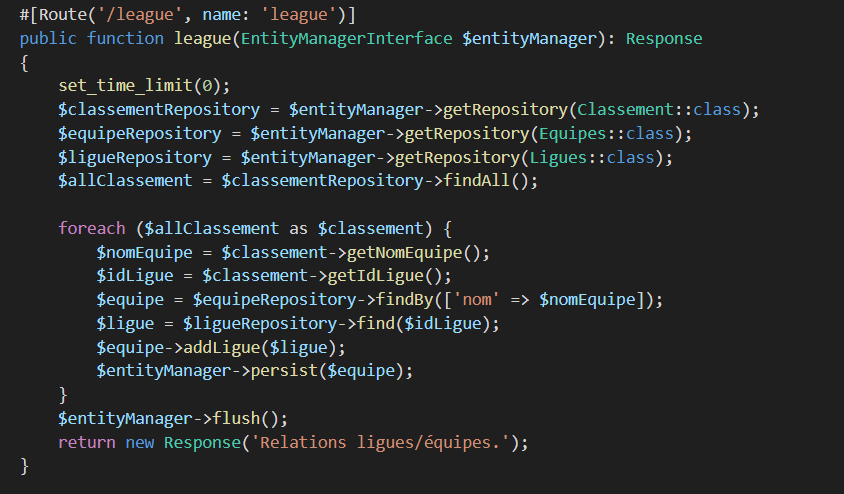 #[Route('/league', name: 'league')]
public function league(EntityManagerInterface $entityManager): Response
{
    set_time_limit(0);
    $classementRepository = $entityManager->getRepository(Classement::class);
    $equipeRepository = $entityManager->getRepository(Equipes::class);
    $ligueRepository = $entityManager->getRepository(Ligues::class);
    $allClassement = $classementRepository->findAll();

    foreach ($allClassement as $classement) {
        $nomEquipe = $classement->getNomEquipe();
        $idLigue = $classement->getIdLigue();
        $equipe = $equipeRepository->findBy(['nom' => $nomEquipe]);
        $ligue = $ligueRepository->find($idLigue);
        $equipe->addLigue($ligue);
        $entityManager->persist($equipe);
    }
    $entityManager->flush();
    return new Response('Relations ligues/équipes.');
}